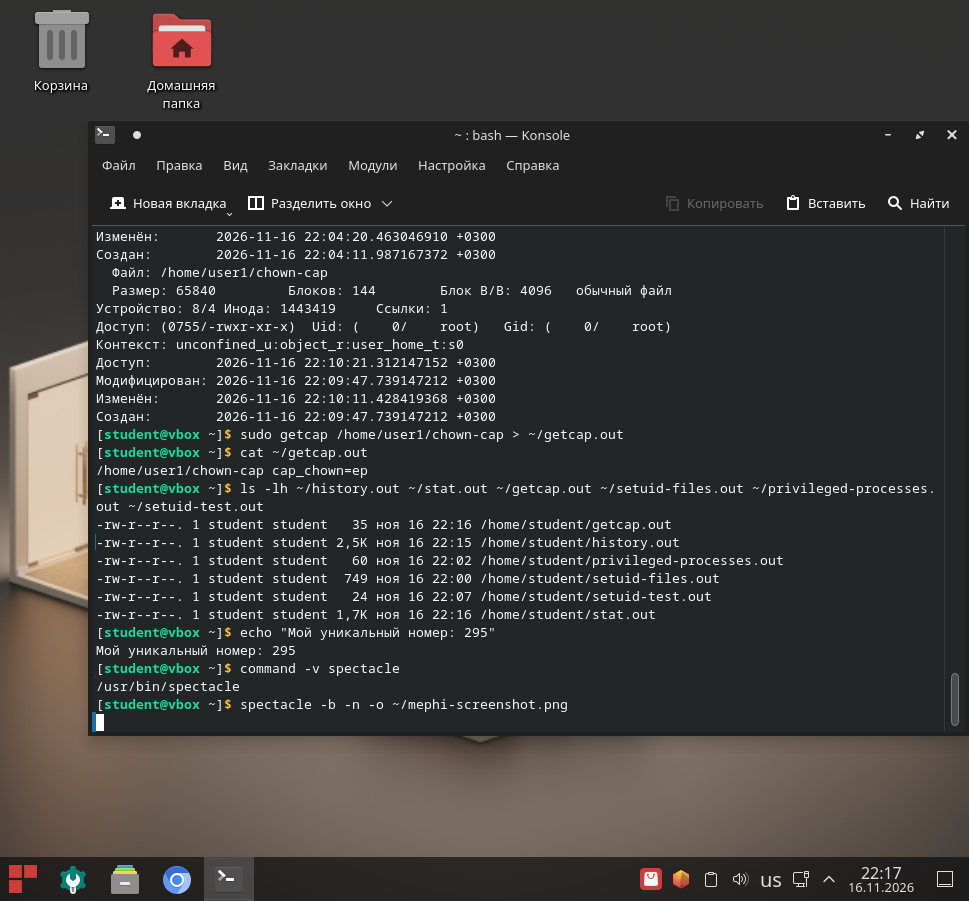 Корзина
Домашняя
папка
~ : bash — Konsole
Файл Правка Вид Закладки Модули Настройка Справка
Новая вкладка Разделить окно Копировать Вставить Найти
Изменён:       2026-11-16 22:04:20.463046910 +0300
Создан:        2026-11-16 22:04:11.987167372 +0300
  Файл: /home/user1/chown-cap
  Размер: 65840         Блоков: 144        Блок В/В: 4096   обычный файл
Устройство: 8/4 Инода: 1443419     Ссылки: 1
Доступ: (0755/-rwxr-xr-x)  Uid: (    0/    root)   Gid: (    0/    root)
Контекст: unconfined_u:object_r:user_home_t:s0
Доступ:        2026-11-16 22:10:21.312147152 +0300
Модифицирован: 2026-11-16 22:09:47.739147212 +0300
Изменён:       2026-11-16 22:10:11.428419368 +0300
Создан:        2026-11-16 22:09:47.739147212 +0300
[student@vbox ~]$ sudo getcap /home/user1/chown-cap > ~/getcap.out
[student@vbox ~]$ cat ~/getcap.out
/home/user1/chown-cap cap_chown=ep
[student@vbox ~]$ ls -lh ~/history.out ~/stat.out ~/getcap.out ~/setuid-files.out ~/privileged-processes.
out ~/setuid-test.out
-rw-r--r--. 1 student student   35 ноя 16 22:16 /home/student/getcap.out
-rw-r--r--. 1 student student 2,5K ноя 16 22:15 /home/student/history.out
-rw-r--r--. 1 student student   60 ноя 16 22:02 /home/student/privileged-processes.out
-rw-r--r--. 1 student student  749 ноя 16 22:00 /home/student/setuid-files.out
-rw-r--r--. 1 student student   24 ноя 16 22:07 /home/student/setuid-test.out
-rw-r--r--. 1 student student 1,7K ноя 16 22:16 /home/student/stat.out
[student@vbox ~]$ echo "Мой уникальный номер: 295"
Мой уникальный номер: 295
[student@vbox ~]$ command -v spectacle
/usr/bin/spectacle
[student@vbox ~]$ spectacle -b -n -o ~/mephi-screenshot.png
us
22:17
16.11.2026